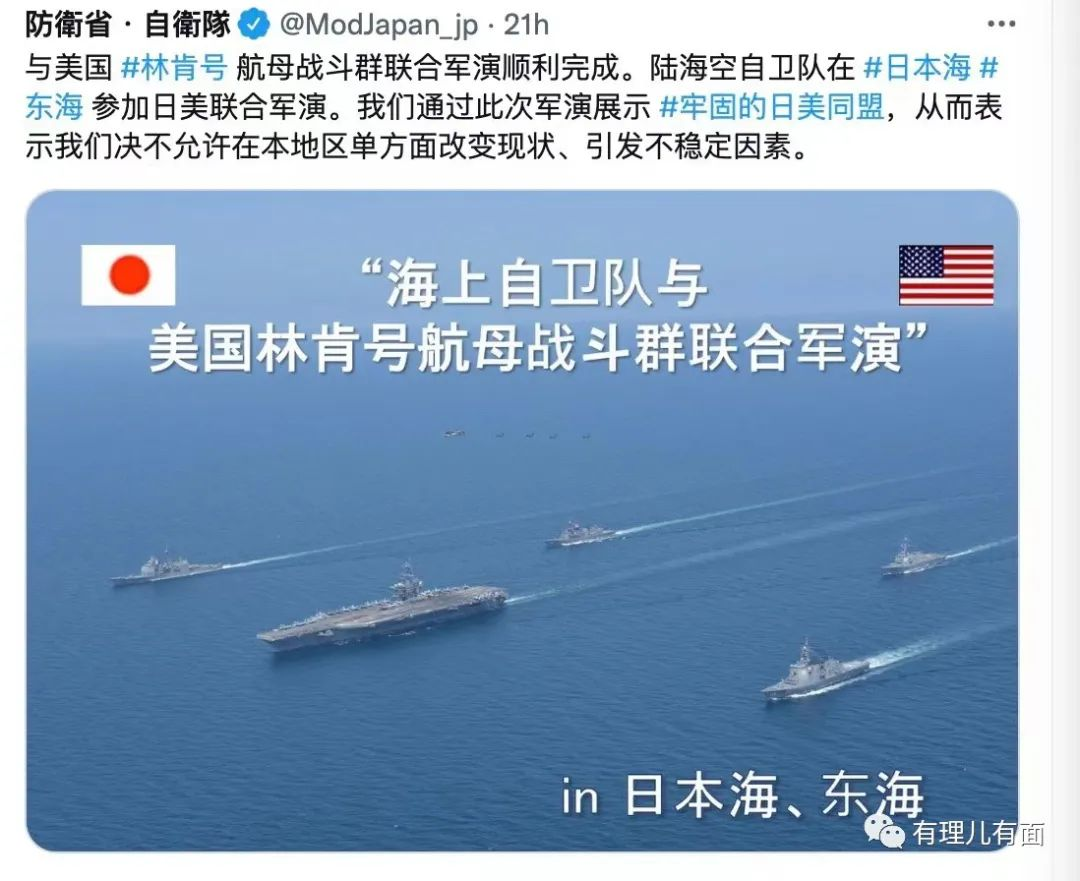 防衛省・自衛隊 @ModJapan_jp · 21h
与美国 #林肯号 航母战斗群联合军演顺利完成。陆海空自卫队在 #日本海 #
东海 参加日美联合军演。我们通过此次军演展示 #牢固的日美同盟，从而表
示我们决不允许在本地区单方面改变现状、引发不稳定因素。
“海上自卫队与
美国林肯号航母战斗群联合军演”
in 日本海、东海
有理儿有面